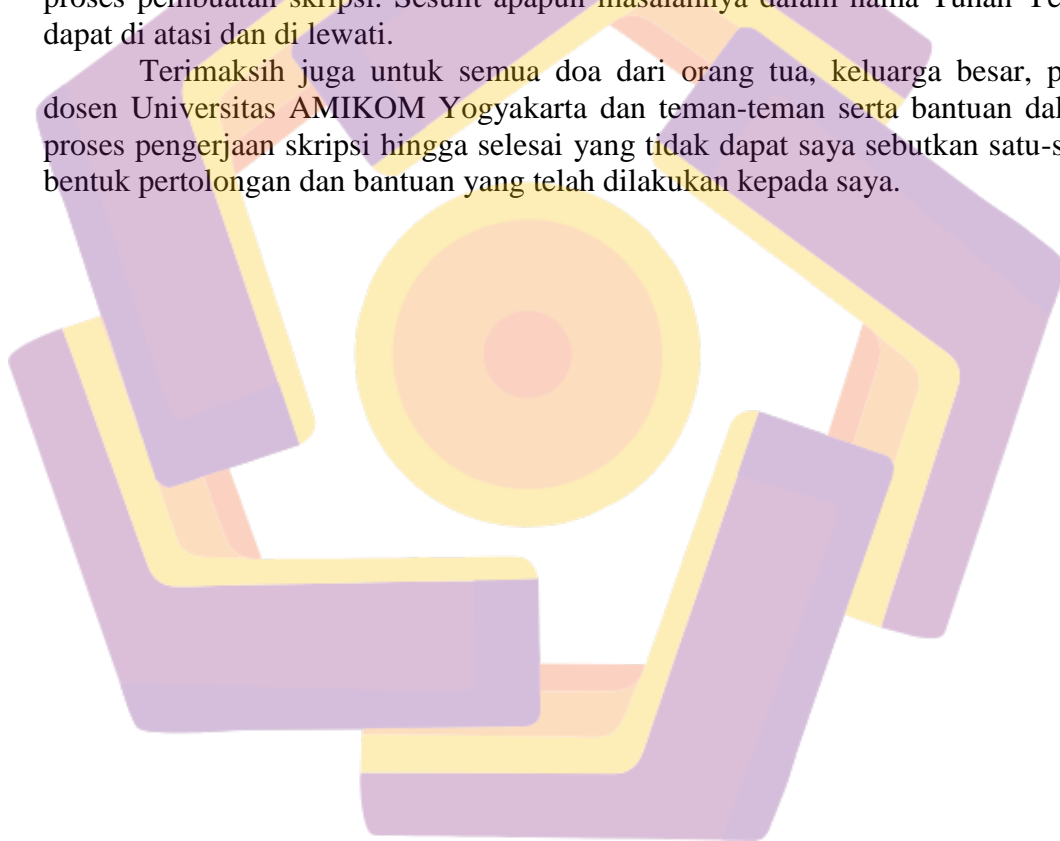 proses pembuatan skripsi. Sesulit apapun masalahnya dalam nama Tuhan
dapat di atasi dan di lewati.
Terimaksih juga untuk semua doa dari orang tua, keluarga besar,
dosen Universitas AMIKOM Yogyakarta dan teman-teman serta bantuan
proses pengerjaan skripsi hingga selesai yang tidak dapat saya sebutkan
bentuk pertolongan dan bantuan yang telah dilakukan kepada saya.